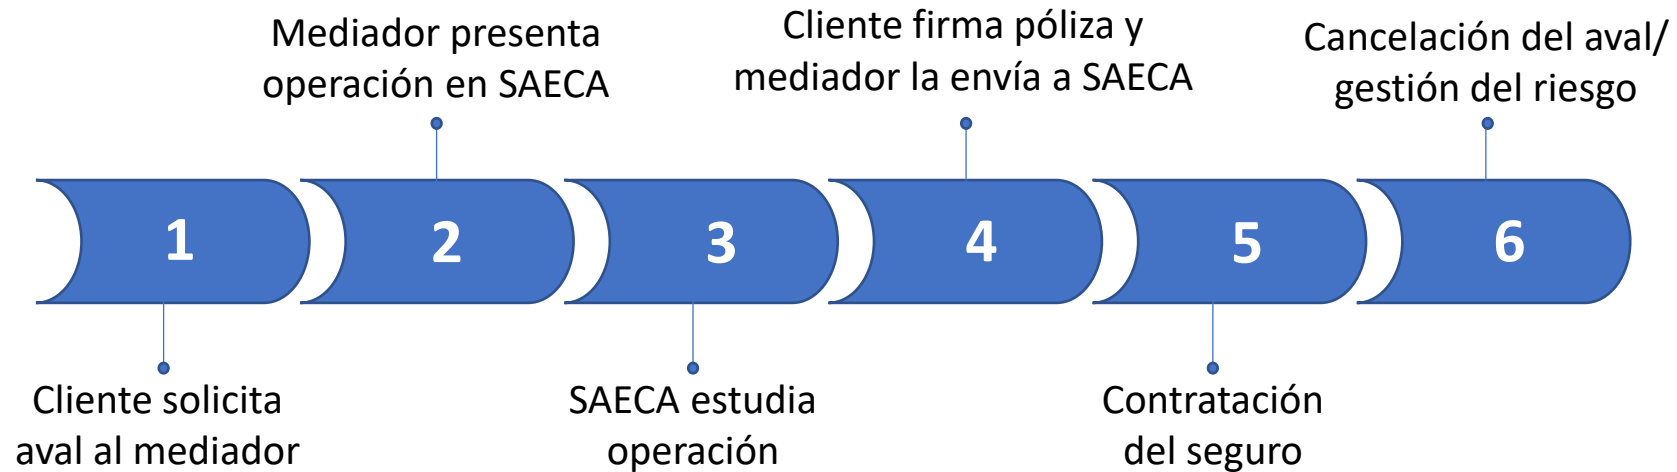 Mediador presenta
operación en SAECA
Cliente firma póliza y
mediador la envía a SAECA
Cancelación del aval/
gestión del riesgo
1
2
3
4
5
6
Cliente solicita
aval al mediador
SAECA estudia
operación
Contratación
del seguro